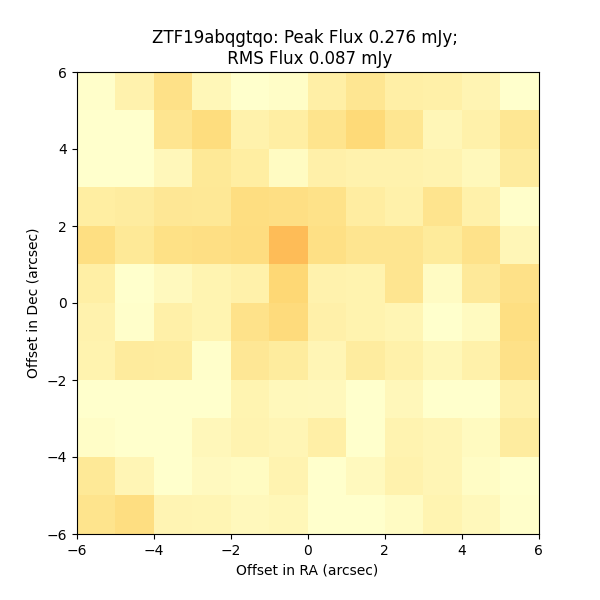 ZTF19abqgtqo: Peak Flux 0.276 mJy;
RMS Flux 0.087 mJy
6
4
2
0
−2
−4
−6
Offset in Dec (arcsec)
−6 −4 −2 0 2 4 6
Offset in RA (arcsec)